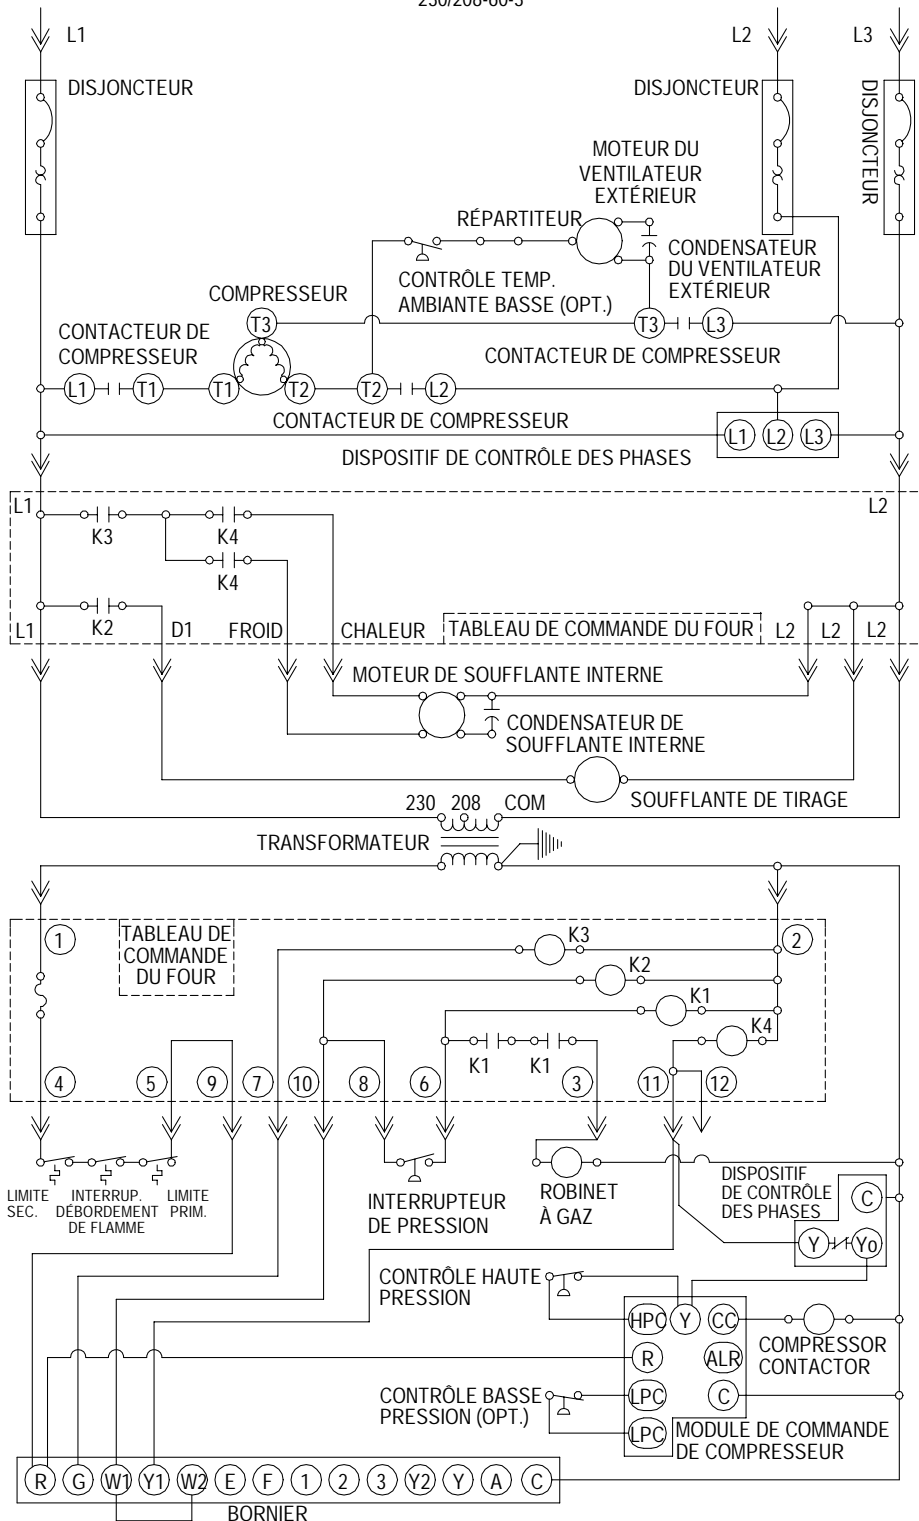 230/208-60-3
L1
L2
L3
DISJONCTEUR
DISJONCTEUR
DISJONCTEUR
MOTEUR DU
VENTILATEUR
EXTÉRIEUR
RÉPARTITEUR
CONDENSATEUR
DU VENTILATEUR
EXTÉRIEUR
CONTRÔLE TEMP.
AMBIANTE BASSE (OPT.)
COMPRESSEUR
T3
T3
L3
CONTACTEUR DE
COMPRESSEUR
CONTACTEUR DE COMPRESSEUR
L1
T1
T1
T2
T2
L2
CONTACTEUR DE COMPRESSEUR
L1
L2
L3
DISPOSITIF DE CONTRÔLE DES PHASES
L1
L2
K3
K4
K4
K2
L1
D1
FROID
CHALEUR
TABLEAU DE COMMANDE DU FOUR
L2
L2
L2
MOTEUR DE SOUFFLANTE INTERNE
CONDENSATEUR DE
SOUFFLANTE INTERNE
SOUFFLANTE DE TIRAGE
230
208
COM
TRANSFORMATEUR
1
TABLEAU DE
COMMANDE
DU FOUR
K3
2
K2
K1
K4
K1
K1
4
5
9
7
10
8
6
3
11
12
LIMITE
SEC.
INTERRUP.
DÉBORDEMENT
DE FLAMME
LIMITE
PRIM.
INTERRUPTEUR
DE PRESSION
ROBINET
À GAZ
DISPOSITIF
DE CONTRÔLE
DES PHASES
C
Y
Yo
CONTRÔLE HAUTE
PRESSION
HPC
Y
CC
COMPRESSOR
CONTACTOR
R
ALR
CONTRÔLE BASSE
PRESSION (OPT.)
LPC
C
LPC
MODULE DE COMMANDE
DE COMPRESSEUR
R
G
W1
Y1
W2
E
F
1
2
3
Y2
Y
A
C
BORNIER